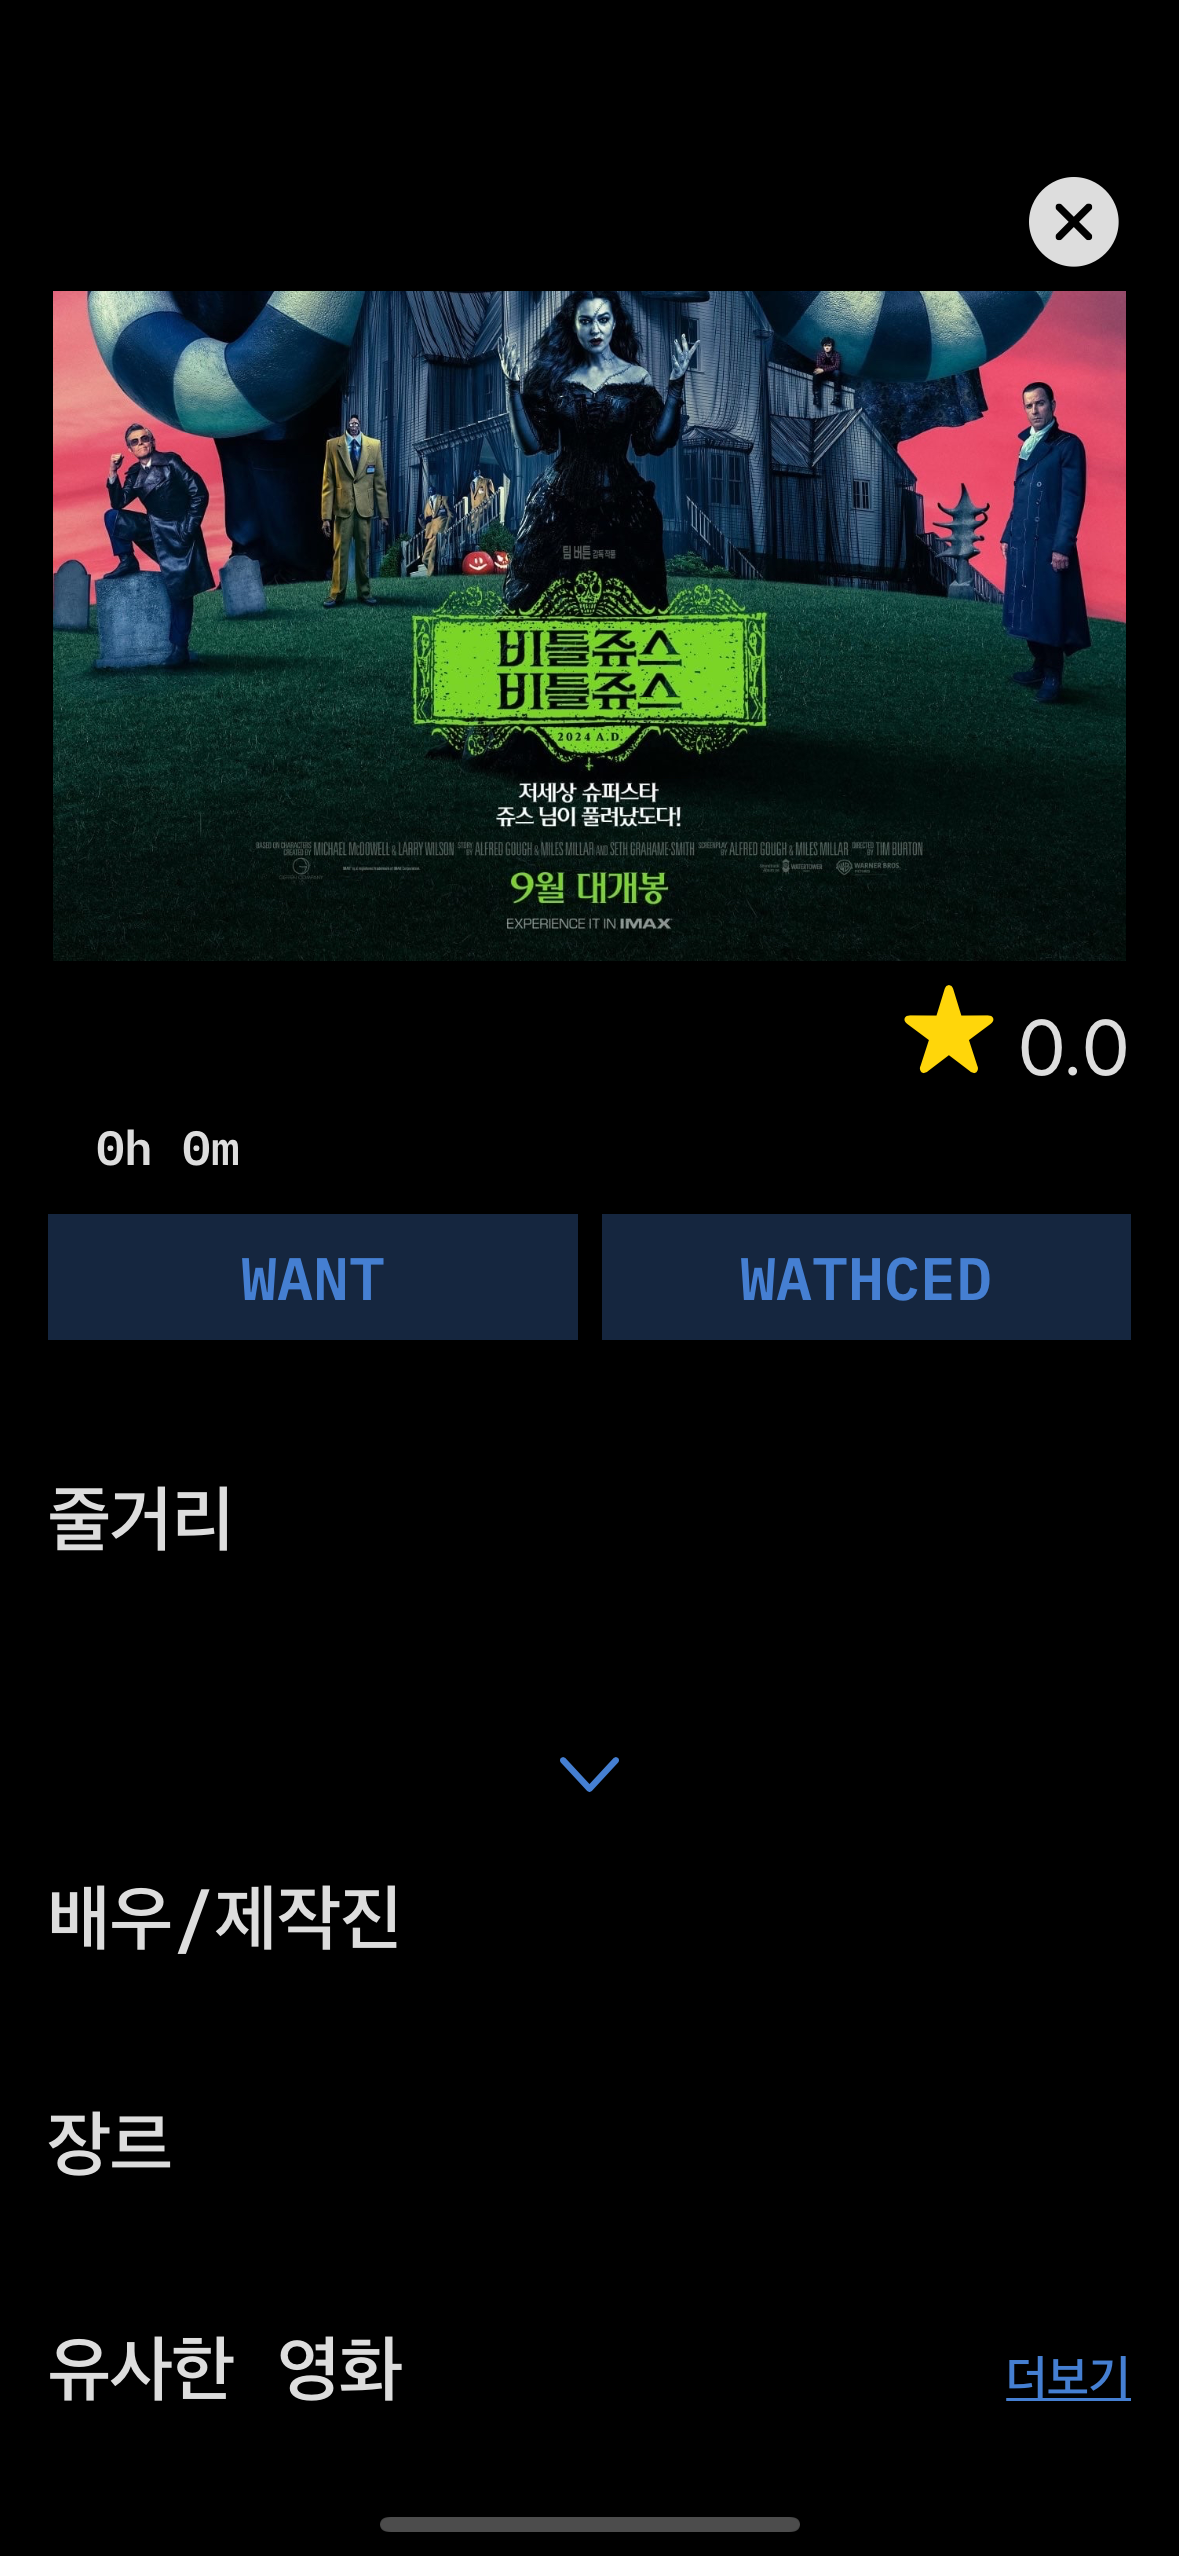 팀 버튼 감독 작품
비틀쥬스
비틀쥬스
2024 A.D.
저세상 슈퍼스타
쥬스 님이 풀려났도다!
BASED ON CHARACTERS CREATED BY MICHAEL McDOWELL & LARRY WILSON STORY BY ALFRED GOUGH & MILES MILLAR AND SETH GRAHAME-SMITH SCREENPLAY BY ALFRED GOUGH & MILES MILLAR DIRECTED BY TIM BURTON
WATERTOWER WARNER BROS.
9월 대개봉
EXPERIENCE IT IN IMAX
0.0
0h 0m
WANT WATHCED
줄거리
배우/제작진
장르
유사한 영화 더보기